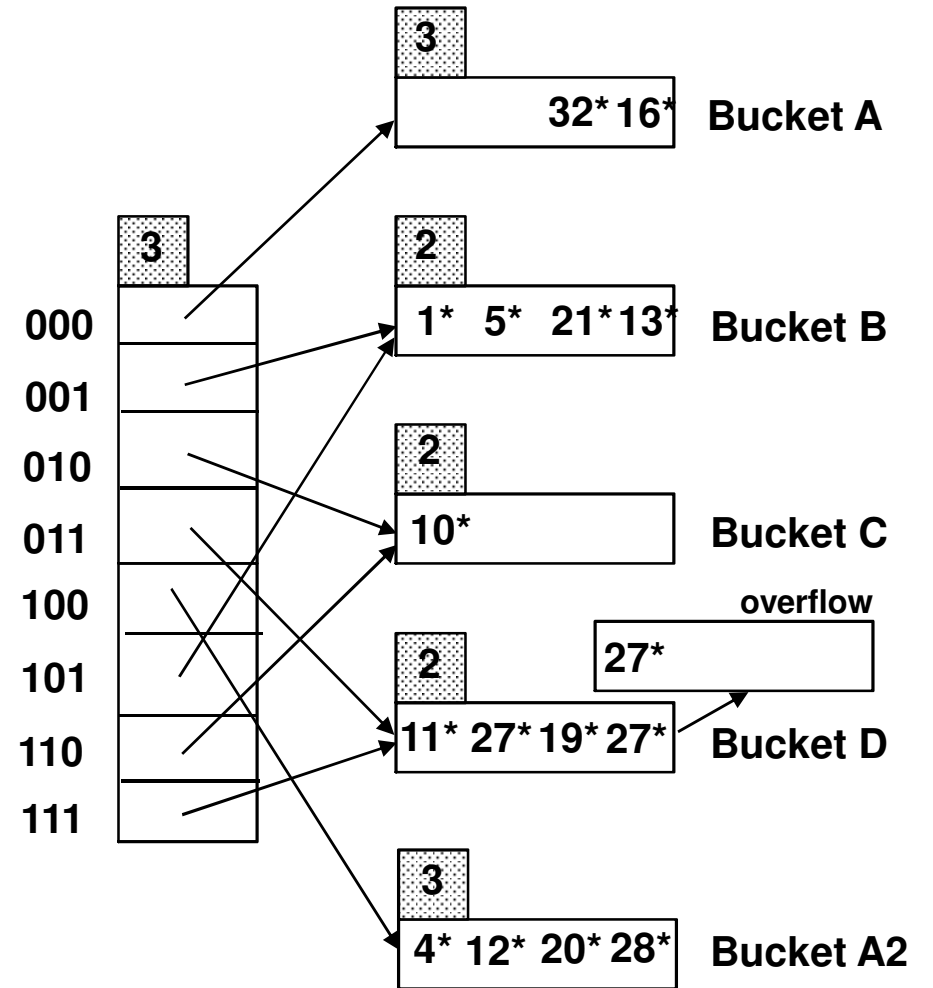 3
32* 16* Bucket A
3
2
000
1* 5* 21* 13* Bucket B
001
2
010
10* Bucket C
011
100
overflow
2
27*
101
11* 27* 19* 27* Bucket D
110
111
3
4* 12* 20* 28* Bucket A2